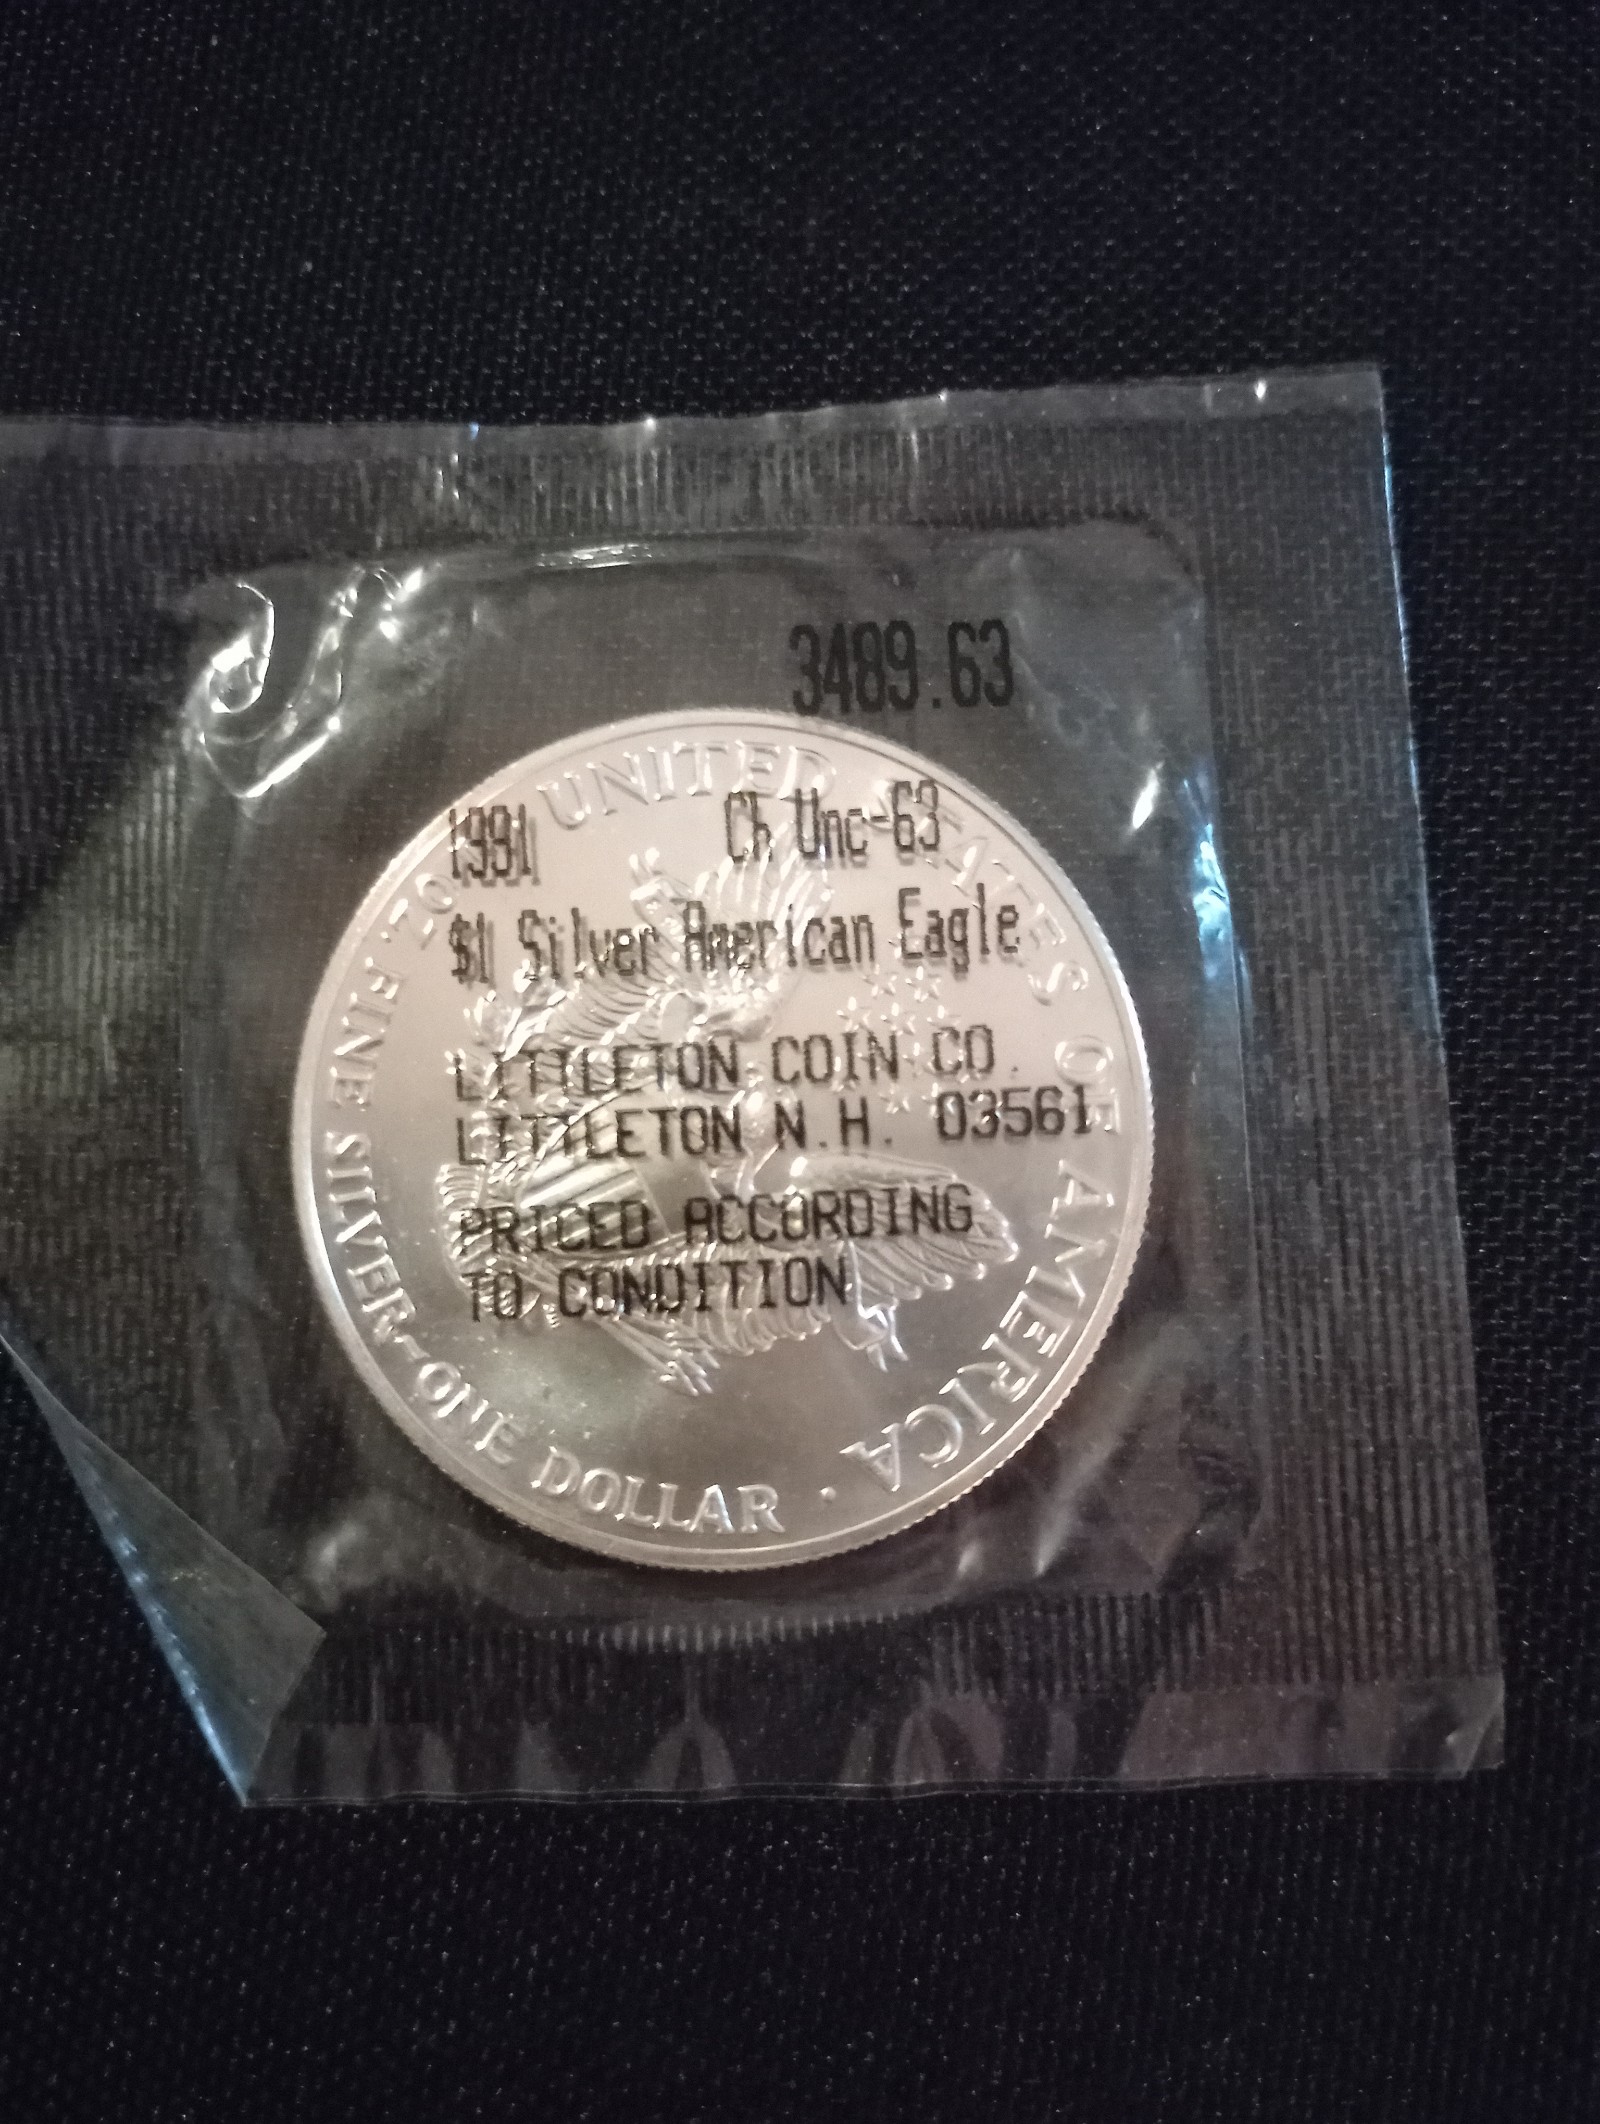 3489.63
1991 Ch Unc-63
$1 Silver American Eagle
LITTLETON COIN CO.
LITTLETON N.H. 03561
PRICED ACCORDING
TO CONDITION
UNITED STATES OF AMERICA
OZ. FINE SILVER-ONE DOLLAR